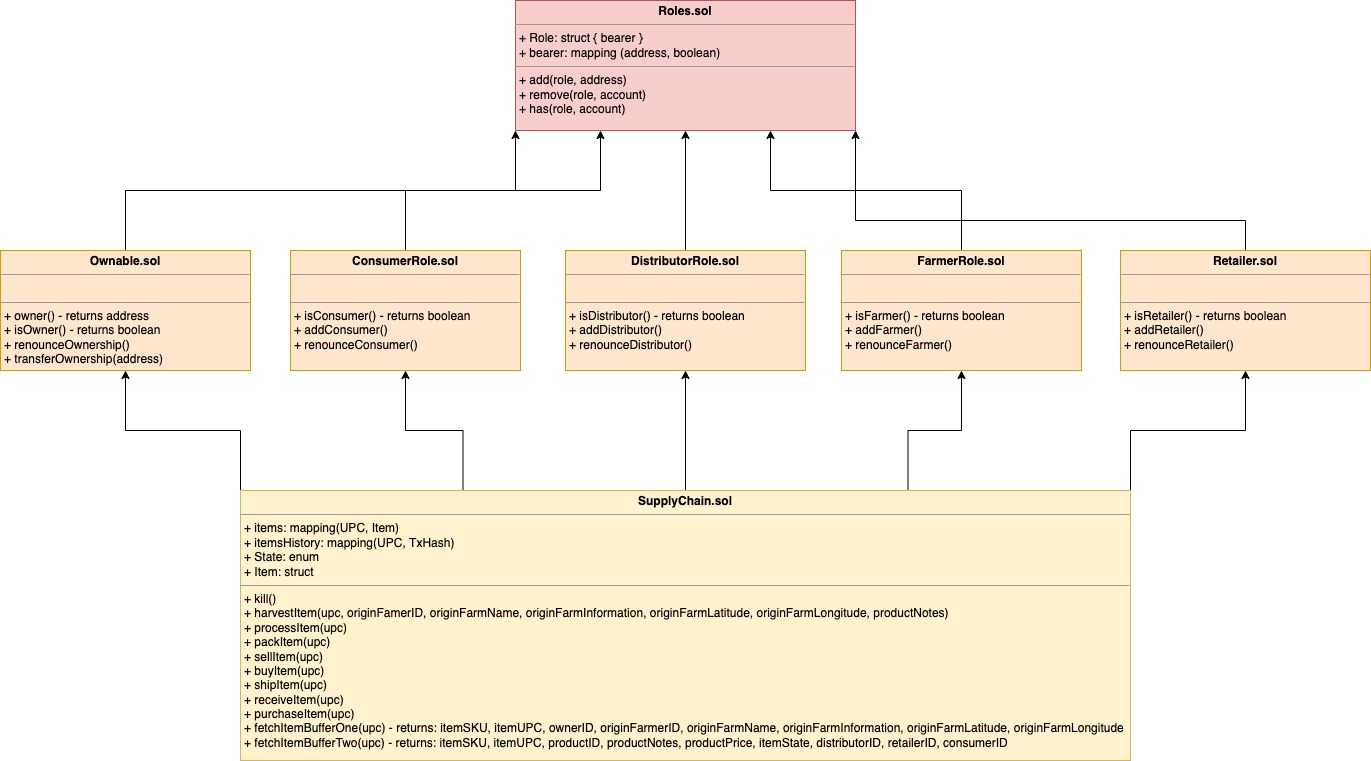 Roles.sol
+ Role: struct { bearer }
+ bearer: mapping (address, boolean)
+ add(role, address)
+ remove(role, account)
+ has(role, account)
Ownable.sol
+ owner() - returns address
+ isOwner() - returns boolean
+ renounceOwnership()
+ transferOwnership(address)
ConsumerRole.sol
+ isConsumer() - returns boolean
+ addConsumer()
+ renounceConsumer()
DistributorRole.sol
+ isDistributor() - returns boolean
+ addDistributor()
+ renounceDistributor()
FarmerRole.sol
+ isFarmer() - returns boolean
+ addFarmer()
+ renounceFarmer()
Retailer.sol
+ isRetailer() - returns boolean
+ addRetailer()
+ renounceRetailer()
SupplyChain.sol
+ items: mapping(UPC, Item)
+ itemsHistory: mapping(UPC, TxHash)
+ State: enum
+ Item: struct
+ kill()
+ harvestItem(upc, originFamerID, originFarmName, originFarmInformation, originFarmLatitude, originFarmLongitude, productNotes)
+ processItem(upc)
+ packItem(upc)
+ sellItem(upc)
+ buyItem(upc)
+ shipItem(upc)
+ receiveItem(upc)
+ purchaseItem(upc)
+ fetchItemBufferOne(upc) - returns: itemSKU, itemUPC, ownerID, originFarmerID, originFarmName, originFarmInformation, originFarmLatitude, originFarmLongitude
+ fetchItemBufferTwo(upc) - returns: itemSKU, itemUPC, productID, productNotes, productPrice, itemState, distributorID, retailerID, consumerID